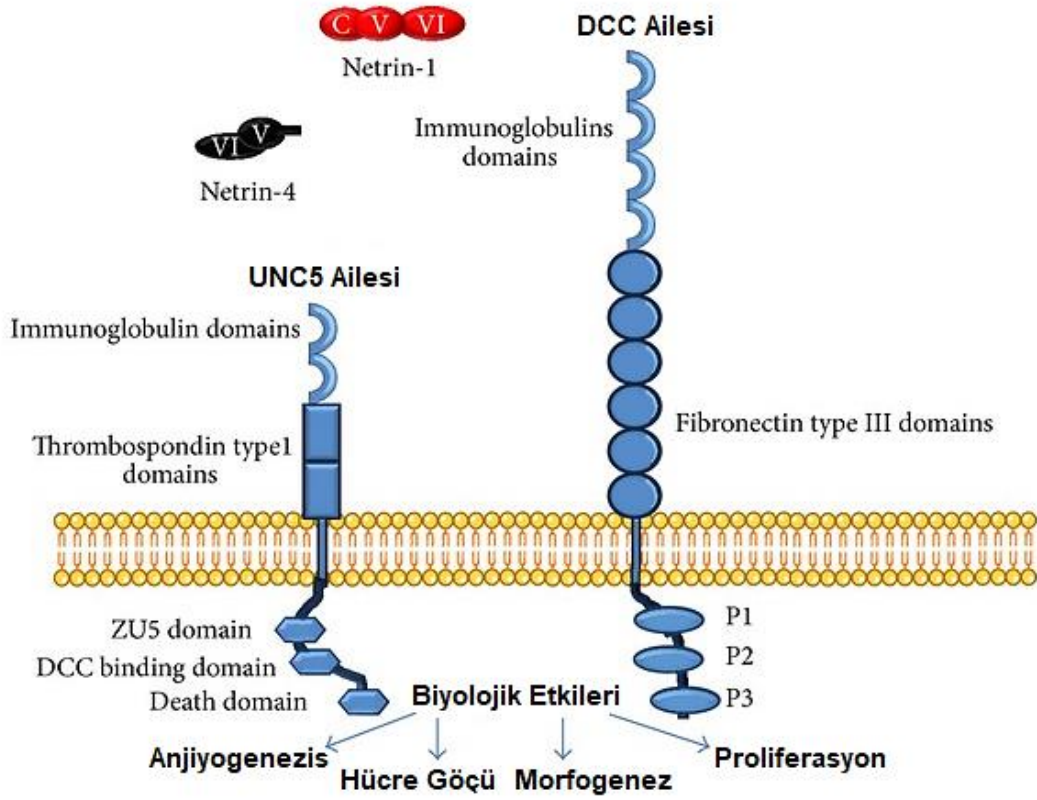 C V VI
Netrin-1
DCC Ailesi
Immunoglobulins
domains
VI V
Netrin-4
UNC5 Ailesi
Immunoglobulin domains
Thrombospondin type1
domains
Fibronectin type III domains
ZU5 domain
DCC binding domain
Death domain
P1
P2
P3
Biyolojik Etkileri
Anjiyogenezis
Hücre Göçü
Morfogenez
Proliferasyon